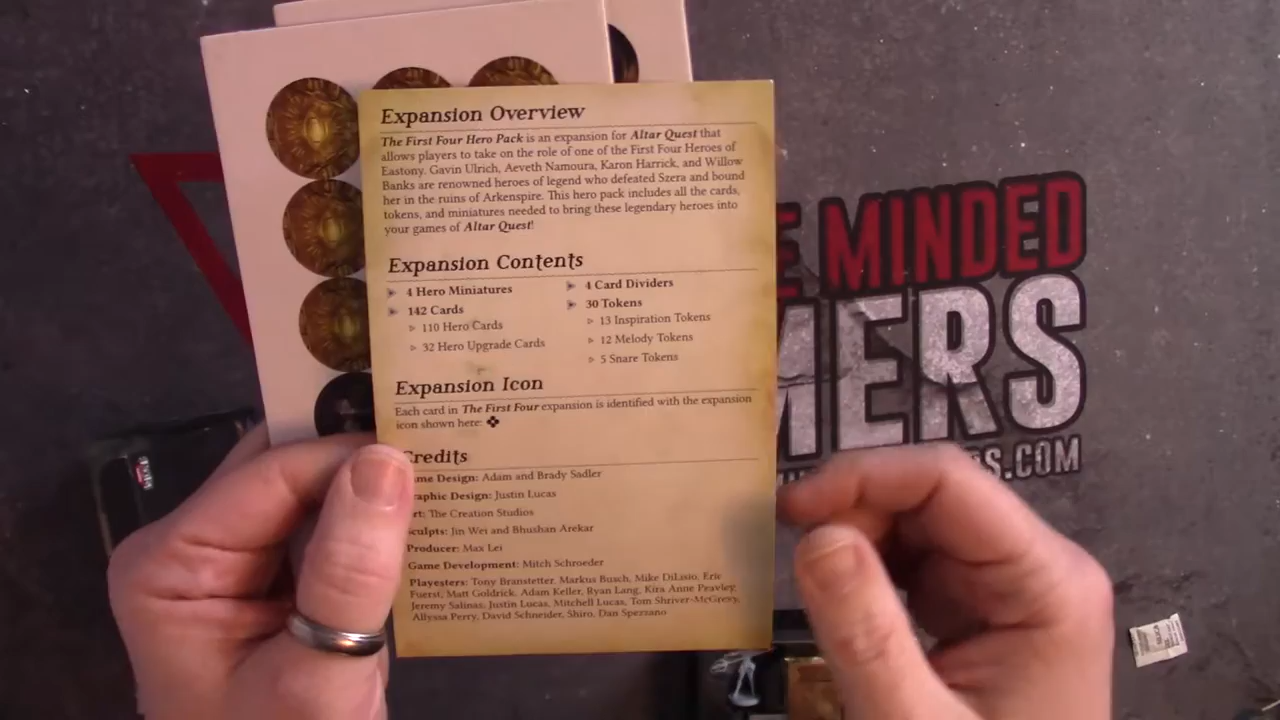 Expansion Overview
The First Four Hero Pack is an expansion for Altar Quest that
allows players to take on the role of one of the First Four Heroes of
Eastony. Gavin Ulrich, Aeveth Namoura, Karon Harrick, and Willow
Banks are renowned heroes of legend who defeated Szera and bound
her in the ruins of Arkenspire. This hero pack includes all the cards,
tokens, and miniatures needed to bring these legendary heroes into
your games of Altar Quest!
Expansion Contents
4 Hero Miniatures
142 Cards
110 Hero Cards
32 Hero Upgrade Cards
4 Card Dividers
30 Tokens
13 Inspiration Tokens
12 Melody Tokens
5 Snare Tokens
Expansion Icon
Each card in The First Four expansion is identified with the expansion
icon shown here:
Credits
ame Design: Adam and Brady Sadler
raphic Design: Justin Lucas
rt: The Creation Studios
culpts: Jin Wei and Bhushan Arekar
Producer: Max Lei
Game Development: Mitch Schroeder
Playesters: Tony Branstetter, Markus Busch, Mike DiLisio, Eric
Fuerst, Matt Goldrick, Adam Keller, Ryan Lang, Kira Anne Peavley,
Jeremy Salinas, Justin Lucas, Mitchell Lucas, Tom Shriver-McGrevy,
Allyssa Perry, David Schneider, Shiro, Dan Spezzano
E MINDED
MERS
S.COM